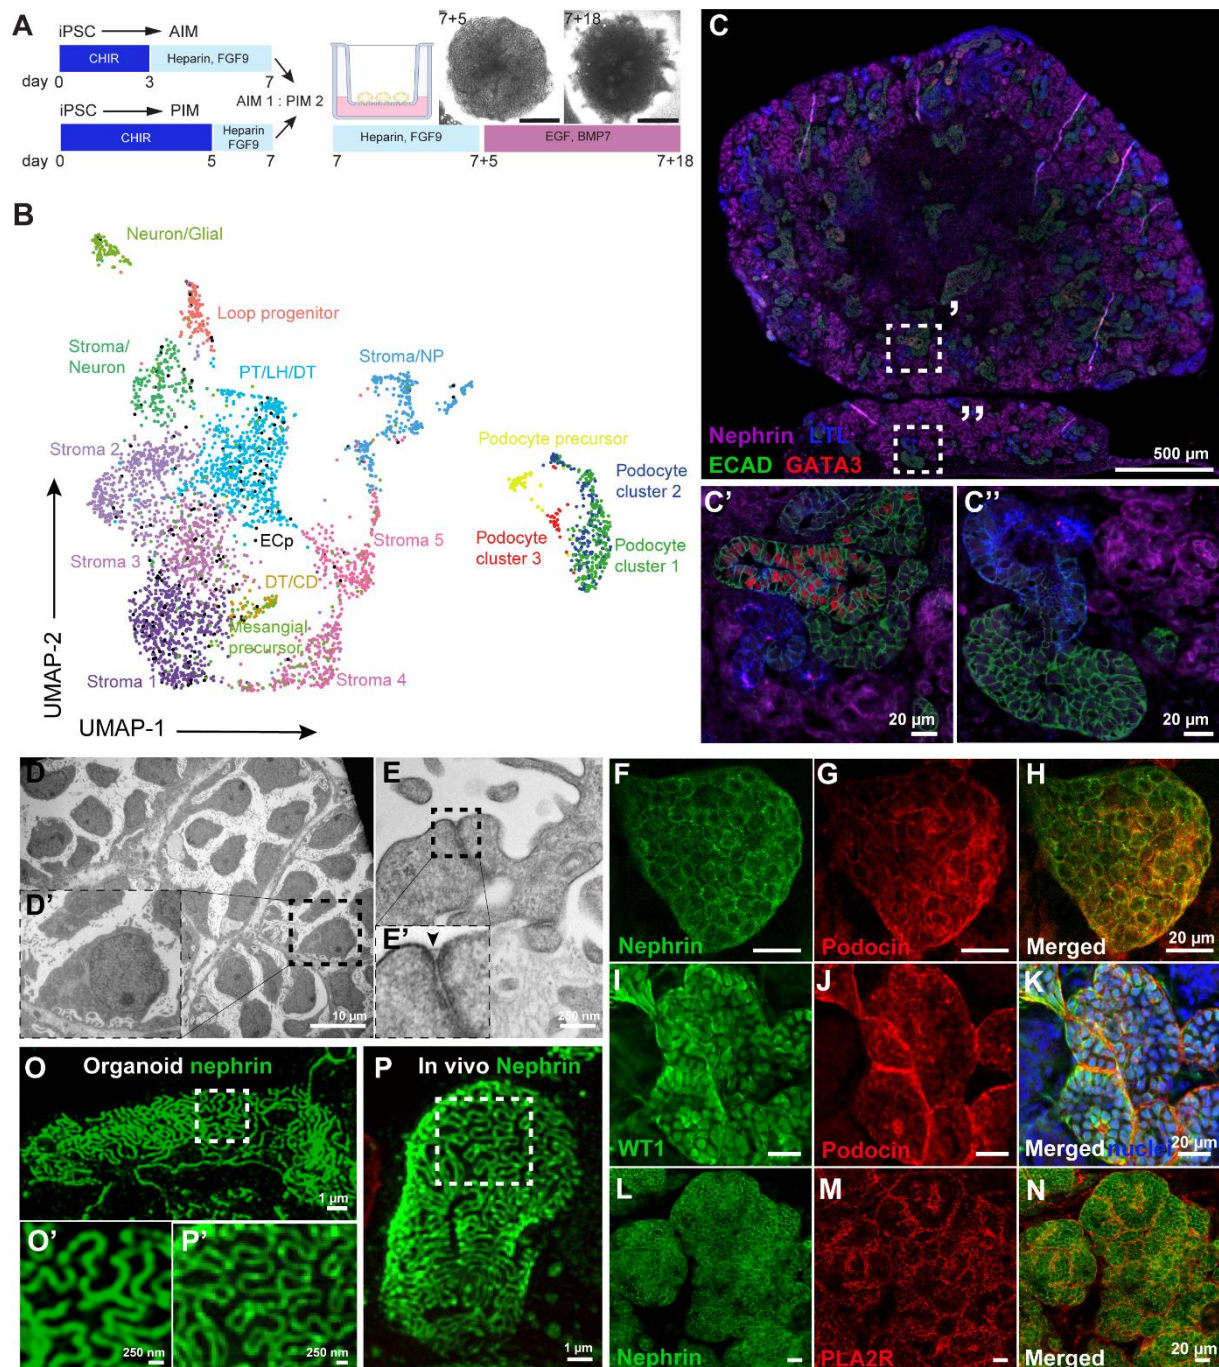 A
iPSC AIM
CHIR Heparin, FGF9
day 0 3 7
AIM 1 : PIM 2
iPSC PIM
CHIR Heparin
FGF9
day 0 5 7
7+5
7+18
Heparin, FGF9 EGF, BMP7
7 7+5 7+18
B
Neuron/Glial
Loop progenitor
Stroma/
Neuron
PT/LH/DT
Stroma/NP
Stroma 2
Podocyte precursor
Podocyte
cluster 2
ECp
Stroma 3
Stroma 5
Podocyte
cluster 3
Podocyte
cluster 1
DT/CD
Mesangial
precursor
Stroma 1
Stroma 4
UMAP-2
UMAP-1
C
'
''
Nephrin LTL
ECAD GATA3
500 µm
C'
20 µm
C''
20 µm
D
D'
10 µm
E
E'
250 nm
F
Nephrin
G
Podocin
H
Merged 20 µm
I
WT1
J
Podocin
K
Merged nuclei 20 µm
L
Nephrin
M
PLA2R
N
Merged 20 µm
O Organoid nephrin
1 µm
O'
250 nm
P'
250 nm
P In vivo Nephrin
1 µm